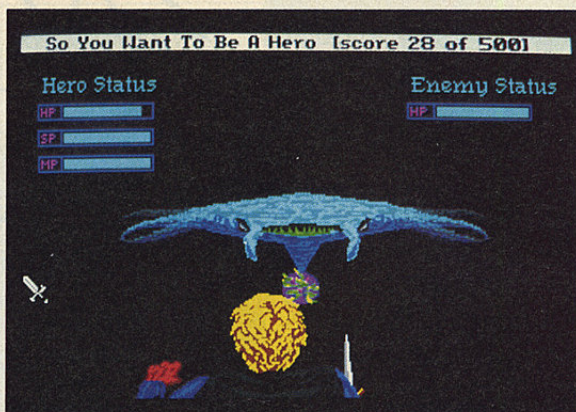 So You Want To Be A Hero [score 28 of 500]
Hero Status
Enemy Status
HP
HP
SP
MP